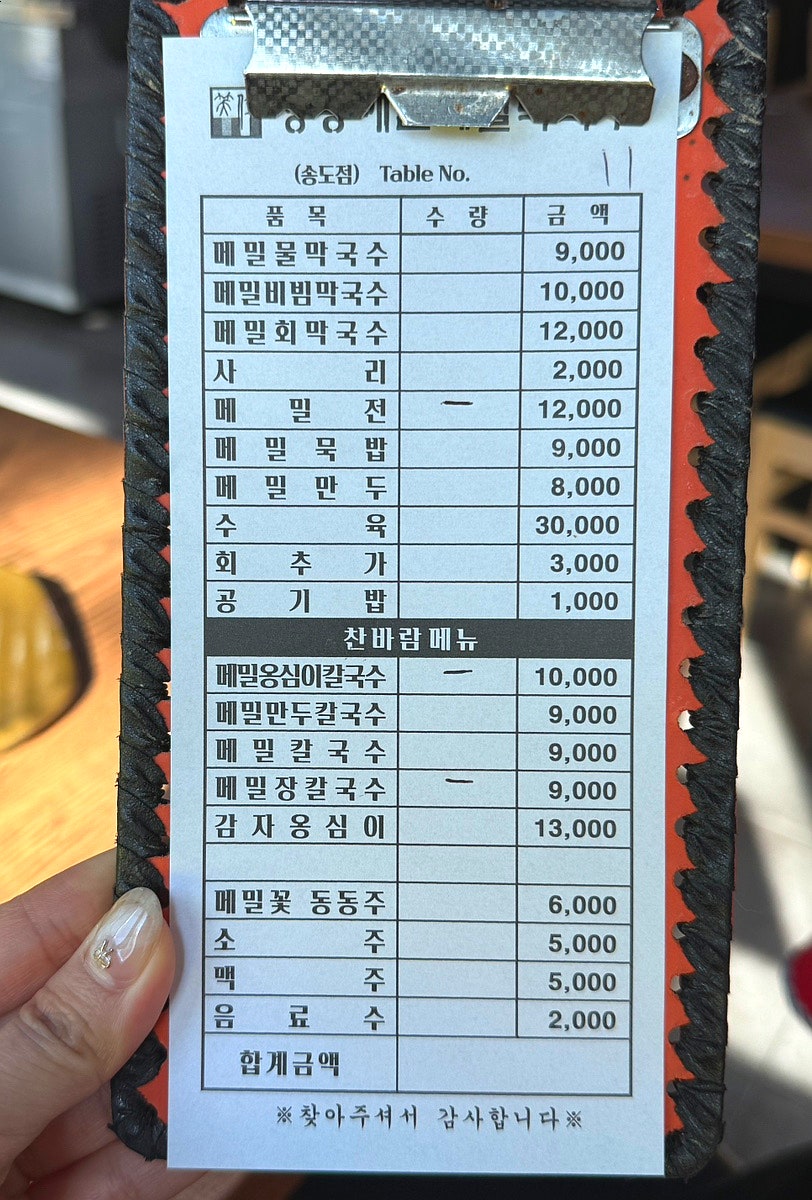 (송도점) Table No. 11
품 목 수 량 금 액
메밀물막국수 9,000
메밀비빔막국수 10,000
메밀회막국수 12,000
사 리 2,000
메 밀 전 一 12,000
메 밀 묵 밥 9,000
메 밀 만 두 8,000
수 육 30,000
회 추 가 3,000
공 기 밥 1,000
찬바람메뉴
메밀옹심이칼국수 一 10,000
메밀만두칼국수 9,000
메 밀 칼 국 수 9,000
메밀장칼국수 一 9,000
감 자 옹 심 이 13,000
메밀꽃 동동주 6,000
소 주 5,000
맥 주 5,000
음 료 수 2,000
합계금액
※찾아주셔서 감사합니다※